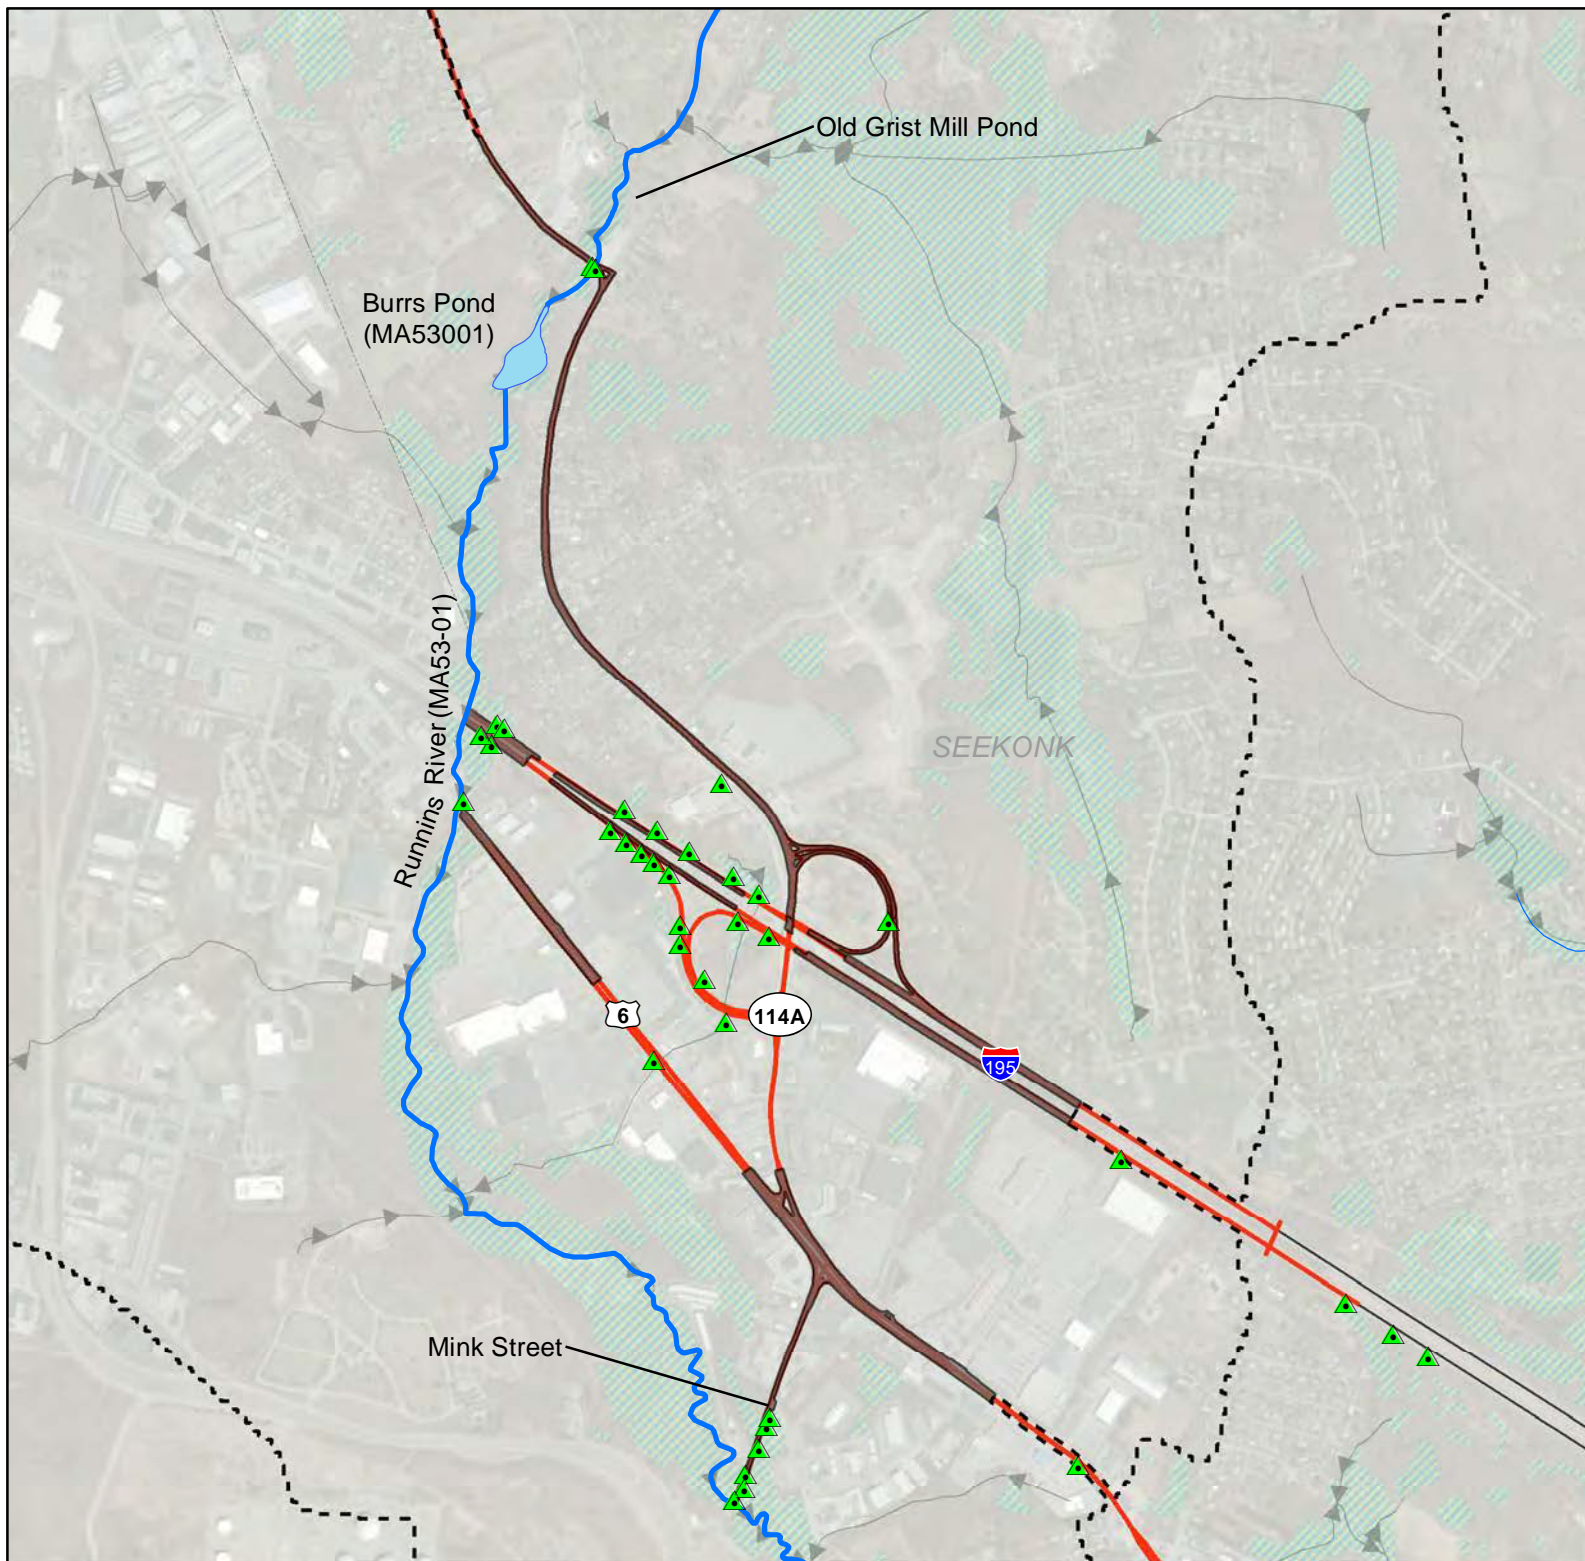 Old Grist Mill Pond
Burrs Pond
(MA53001)
Runnins River (MA53-01)
SEEKONK
6
114A
195
Mink Street